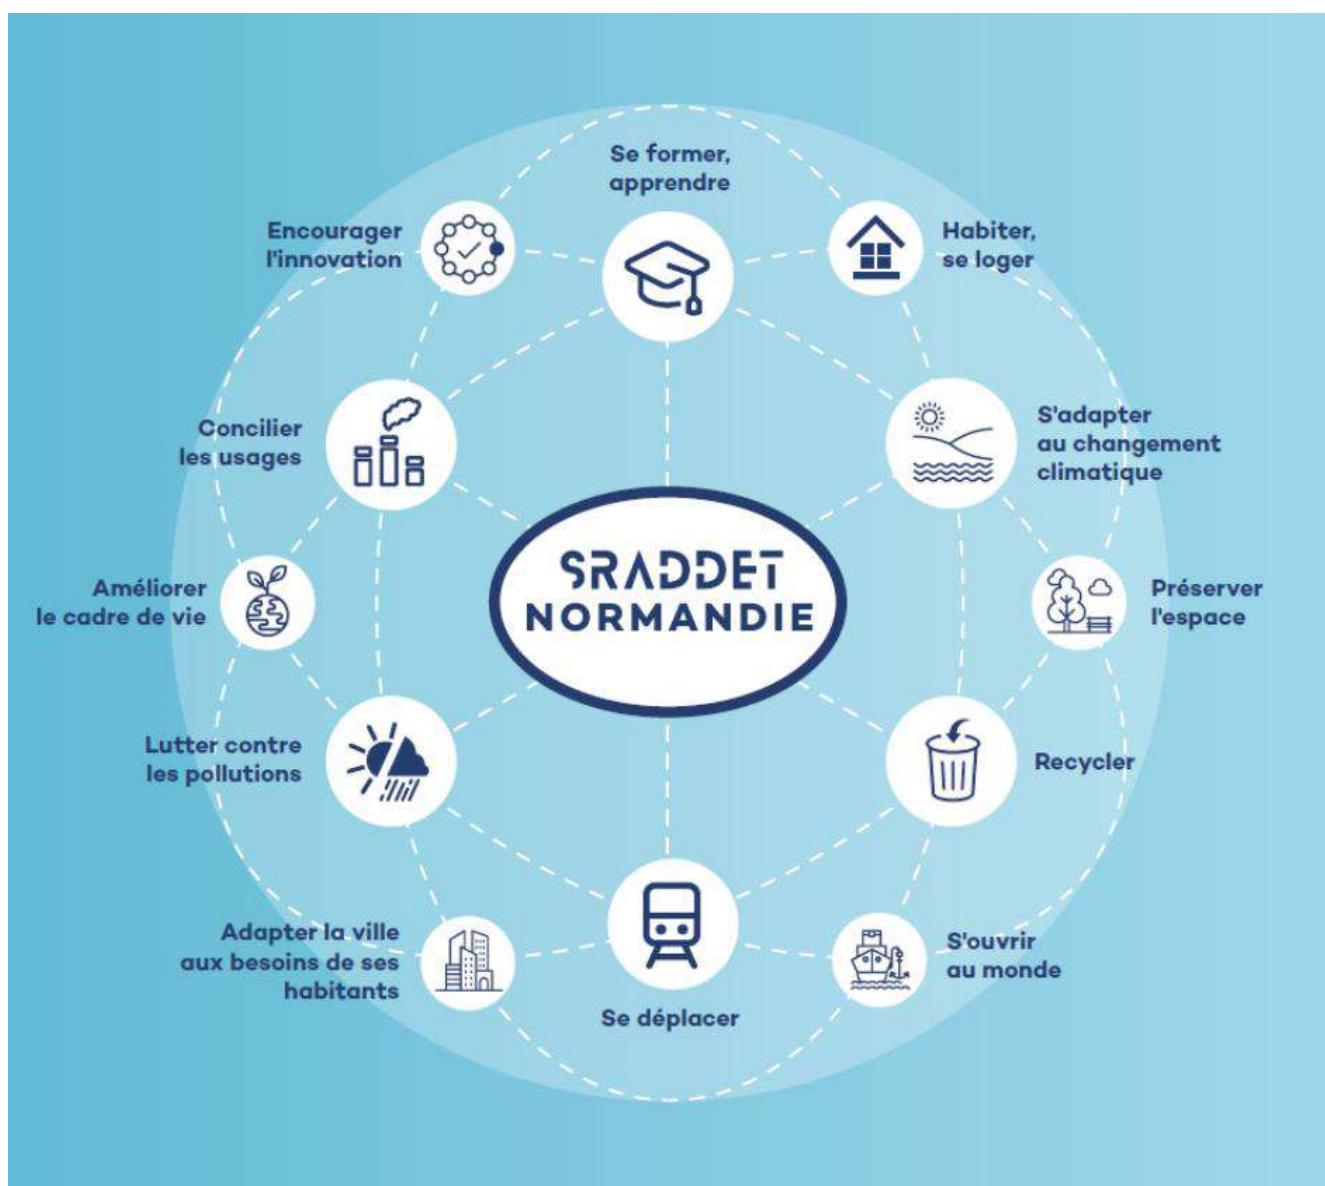 Se former,
apprendre
Encourager
l'innovation
Habiter,
se loger
Concilier
les usages
S'adapter
au changement
climatique
SRADDET
NORMANDIE
Améliorer
le cadre de vie
Préserver
l'espace
Lutter contre
les pollutions
Recycler
Adapter la ville
aux besoins de ses
habitants
S'ouvrir
au monde
Se déplacer